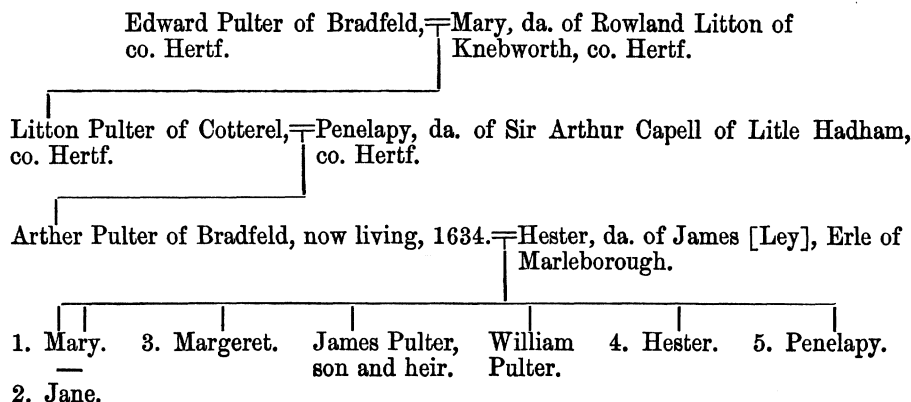 Edward Pulter of Bradfeld, Mary, da. of Rowland Litton of
co. Hertf. Knebworth, co. Hertf.
Litton Pulter of Cotterel, Penelapy, da. of Sir Arthur Capell of Litle Hadham,
co. Hertf. co. Hertf.
Arther Pulter of Bradfeld, now living, 1634. Hester, da. of James [Ley], Erle of
Marleborough.
1. Mary. 3. Margeret. James Pulter, William 4. Hester. 5. Penelapy.
son and heir. Pulter.
2. Jane.